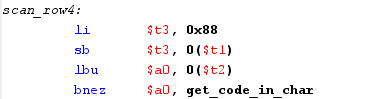 scan_row4:
li $t3, 0x88
sb $t3, 0($t1)
lbu $a0, 0($t2)
bnez $a0, get_code_in_char